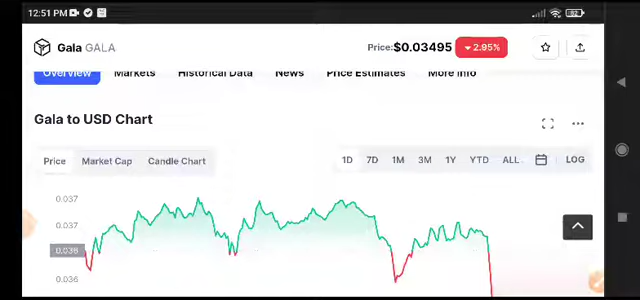 12:51 PM
Gala GALA
Price:$0.03495 2.95%
Overview Markets Historical Data News Price Estimates More Info
Gala to USD Chart
Price Market Cap Candle Chart
1D 7D 1M 3M 1Y YTD ALL LOG
0.037
0.037
0.036
0.036